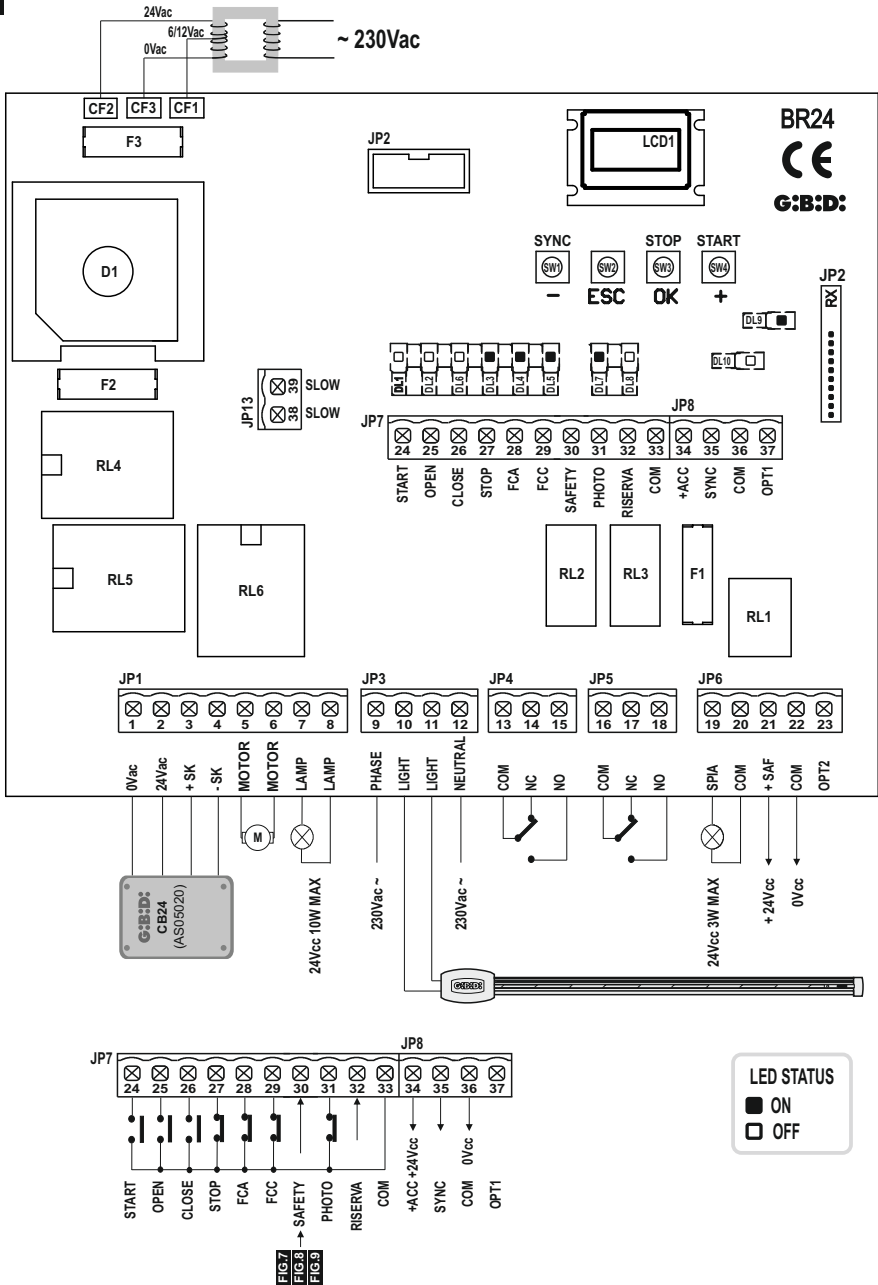 24Vac
6/12Vac
0Vac
~ 230Vac
CF2 CF3 CF1
F3
JP2
LCD1
BR24
CE
G:B:D:
D1
SYNC STOP START
SW1 SW2 SW3 SW4
- ESC OK +
JP2
RX
DL9
DL10
F2
JP13
39 SLOW
38 SLOW
DL1 DL2 DL6 DL3 DL4 DL5 DL7 DL8
JP7 JP8
24 25 26 27 28 29 30 31 32 33 34 35 36 37
START OPEN CLOSE STOP FCA FCC SAFETY PHOTO RISERVA COM +ACC SYNC COM OPT1
RL4
RL5
RL6
RL2 RL3 F1
RL1
JP1 JP3 JP4 JP5 JP6
1 2 3 4 5 6 7 8 9 10 11 12 13 14 15 16 17 18 19 20 21 22 23
0Vac 24Vac + SK - SK MOTOR MOTOR LAMP LAMP PHASE LIGHT LIGHT NEUTRAL COM NC NO COM NC NO SPIA COM + SAF COM OPT2
M
G:B:D:
CB24
(AS05020)
24Vcc 10W MAX
230Vac ~
230Vac ~
24Vcc 3W MAX
+ 24Vcc
0Vcc
G:B:D:
JP7 JP8
24 25 26 27 28 29 30 31 32 33 34 35 36 37
START OPEN CLOSE STOP FCA FCC SAFETY PHOTO RISERVA COM +ACC +24Vcc SYNC COM 0Vcc OPT1
FIG.7
FIG.8
FIG.9
LED STATUS
ON
OFF